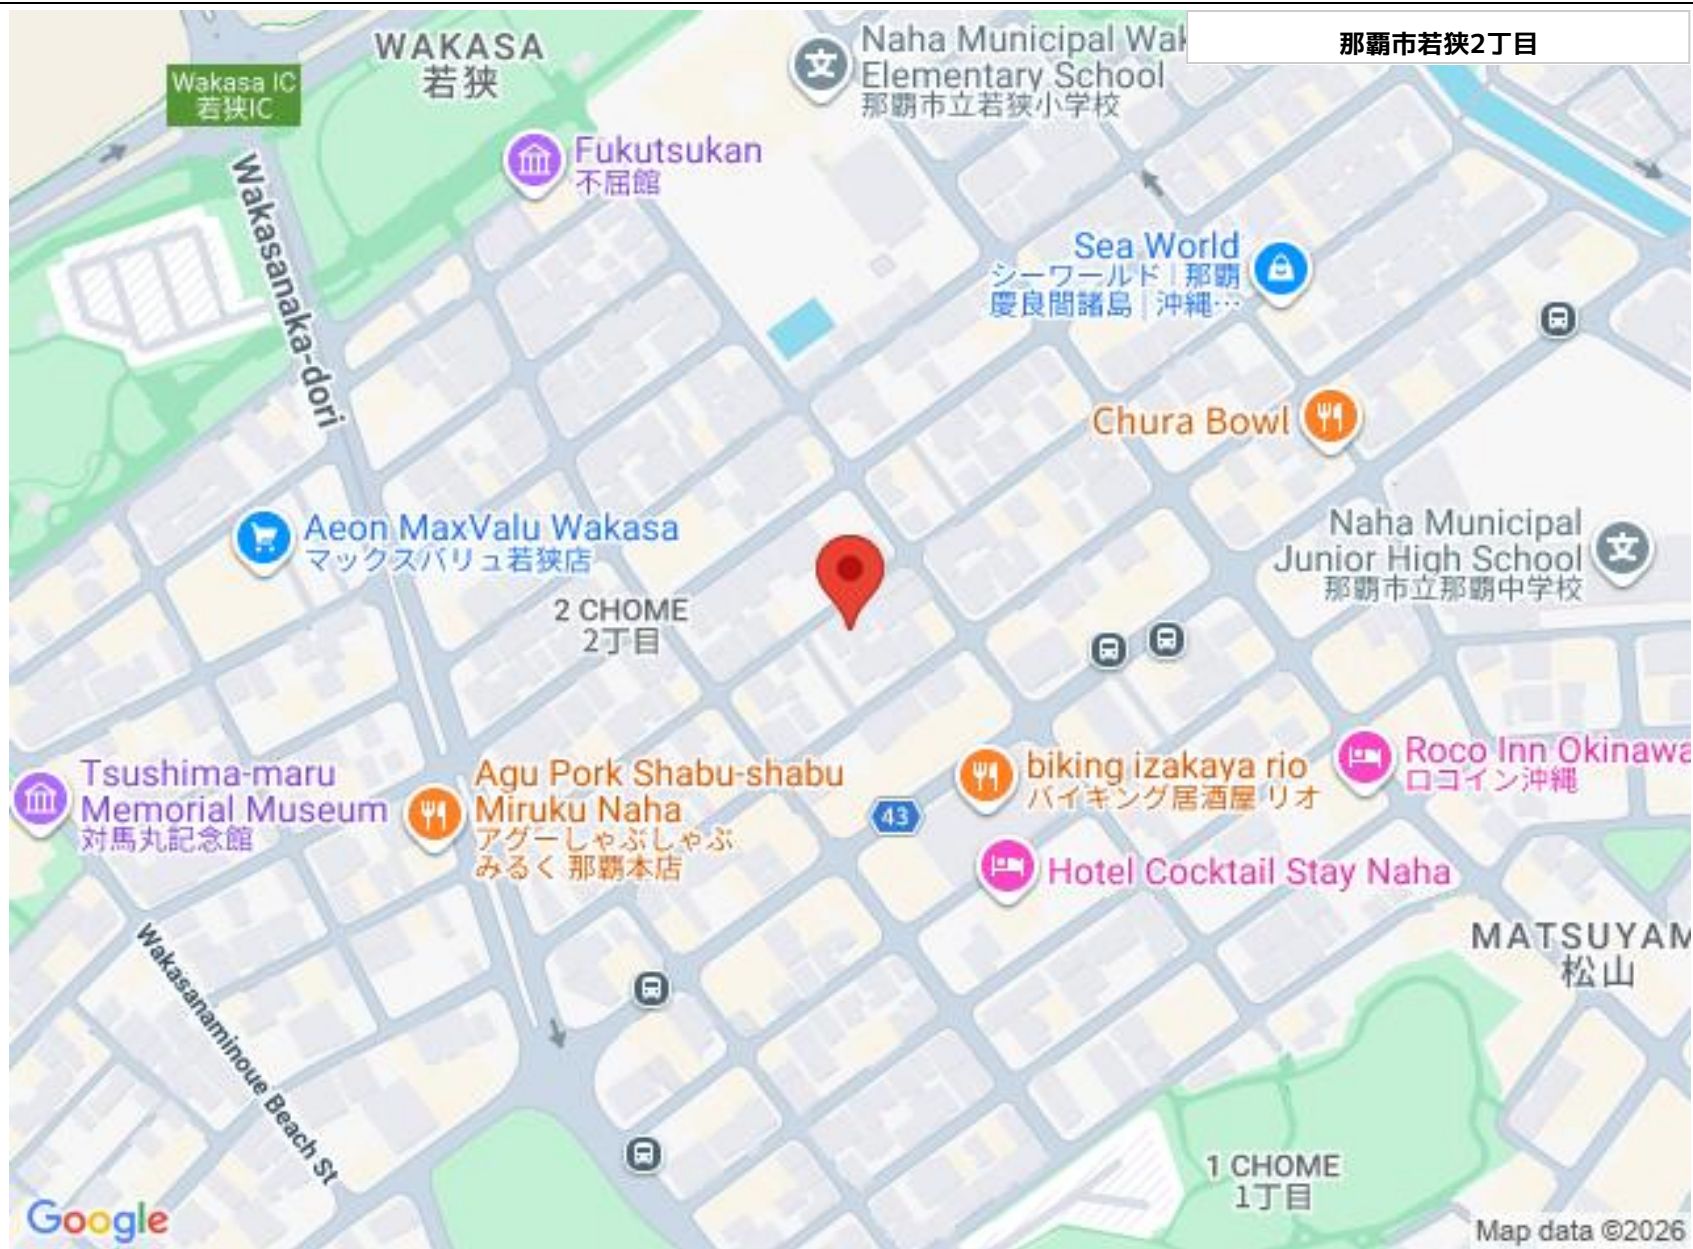 那覇市若狭2丁目
WAKASA
若狭
Wakasa IC
若狭IC
Naha Municipal Wak
Elementary School
那覇市立若狭小学校
Fukutsukan
不屈館
Wakasanaka-dori
Sea World
シーワールド | 那覇
慶良間諸島 | 沖縄…
Chura Bowl
Aeon MaxValu Wakasa
マックスバリュ若狭店
Naha Municipal
Junior High School
那覇市立那覇中学校
2 CHOME
2丁目
Tsushima-maru
Memorial Museum
対馬丸記念館
Agu Pork Shabu-shabu
Miruku Naha
アグーしゃぶしゃぶ
みるく 那覇本店
biking izakaya rio
バイキング居酒屋 リオ
Roco Inn Okinawa
ロコイン沖縄
43
Hotel Cocktail Stay Naha
Wakasanaminoue Beach St
MATSUYAM
松山
1 CHOME
1丁目
Google
Map data ©2026